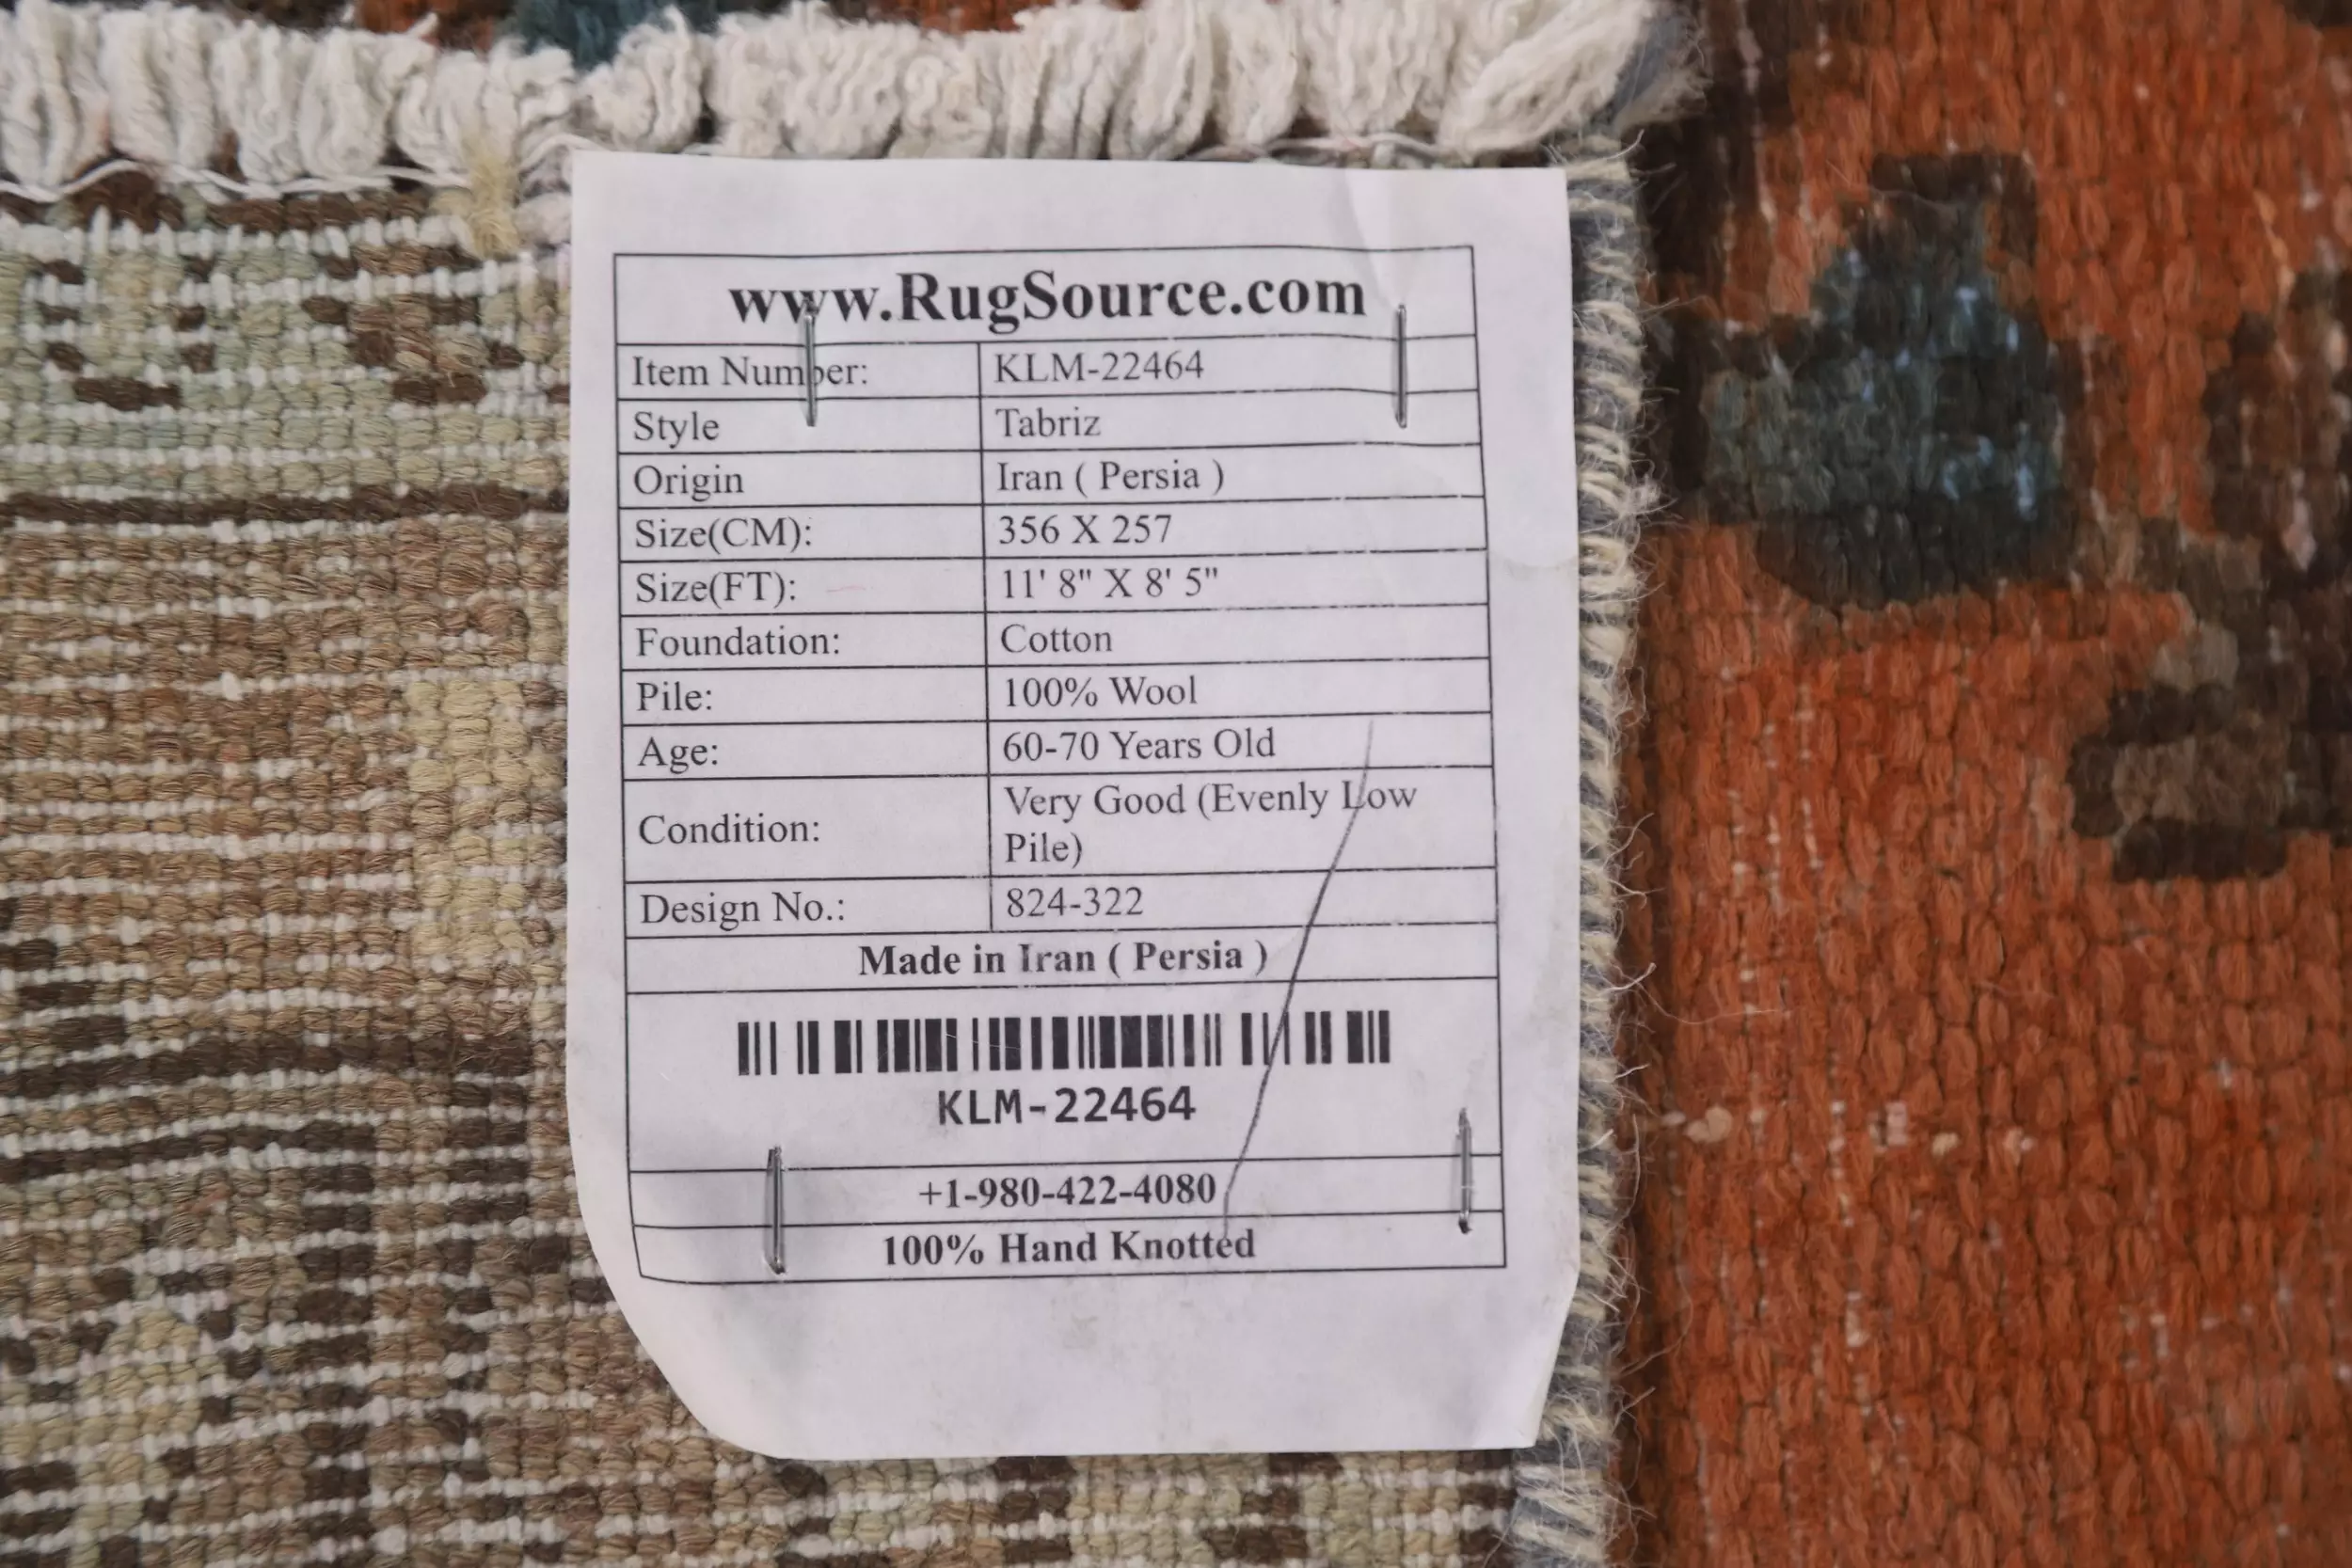 www.RugSource.com
Item Number: KLM-22464
Style Tabriz
Origin Iran ( Persia )
Size(CM): 356 X 257
Size(FT): 11' 8" X 8' 5"
Foundation: Cotton
Pile: 100% Wool
Age: 60-70 Years Old
Condition: Very Good (Evenly Low
Pile)
Design No.: 824-322
Made in Iran ( Persia )
KLM-22464
+1-980-422-4080
100% Hand Knotted